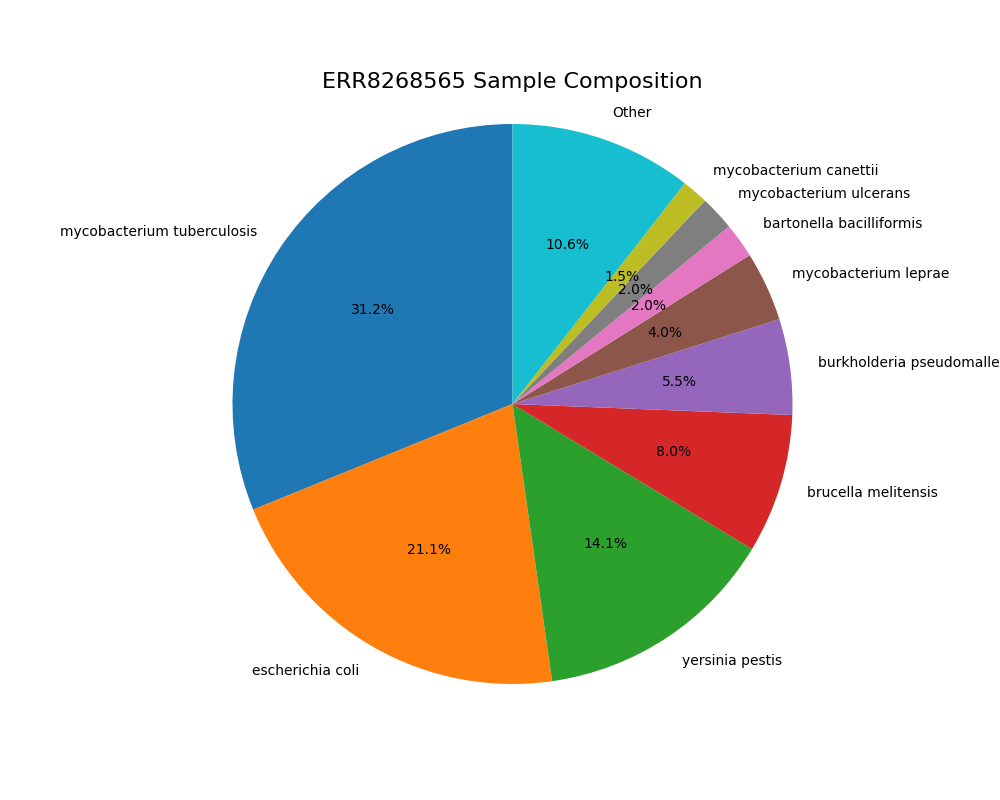 ERR8268565 Sample Composition
Other
mycobacterium canettii
mycobacterium ulcerans
bartonella bacilliformis
mycobacterium tuberculosis
10.6%
mycobacterium leprae
1.5%
2.0%
2.0%
31.2%
4.0%
burkholderia pseudomalle
5.5%
8.0%
brucella melitensis
14.1%
21.1%
yersinia pestis
escherichia coli